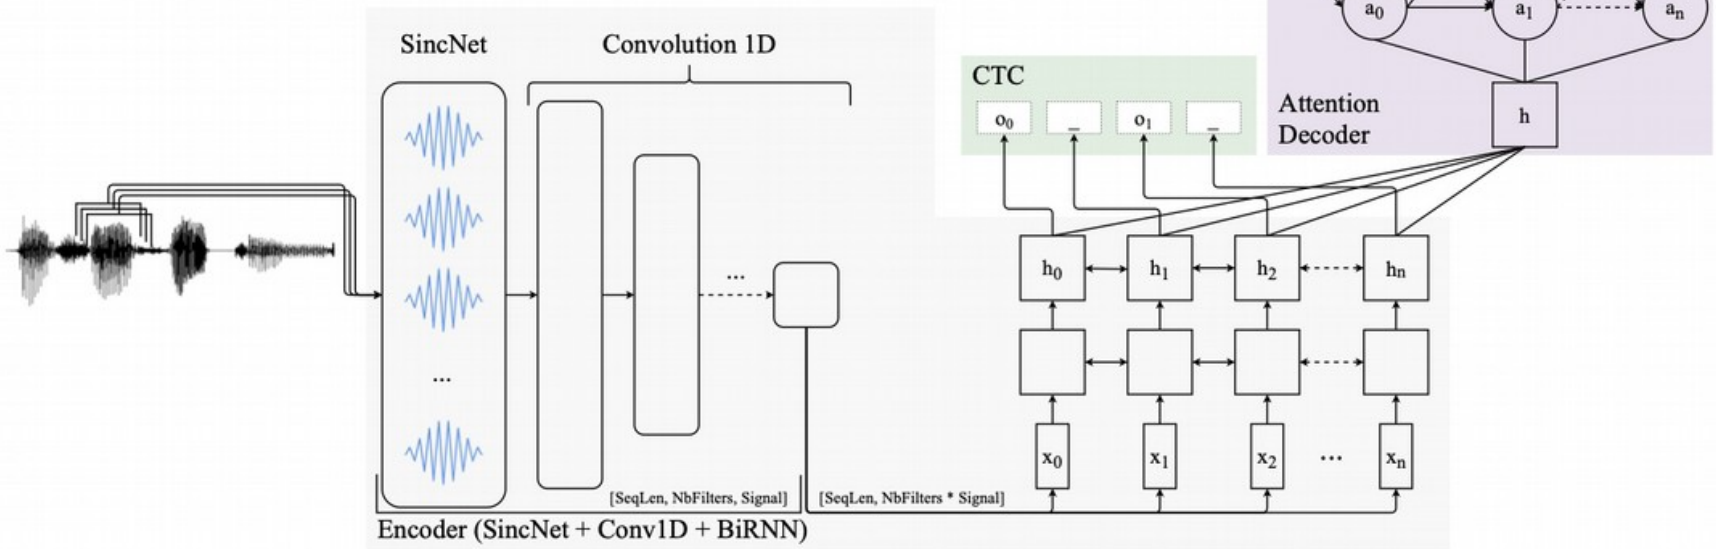 SincNet
Convolution 1D
...
...
[SeqLen, NbFilters, Signal]
[SeqLen, NbFilters * Signal]
Encoder (SincNet + Conv1D + BiRNN)
CTC
o0 _ o1 _
a0 a1 an
Attention
Decoder
h
h0 h1 h2 hn
x0 x1 x2 ... xn